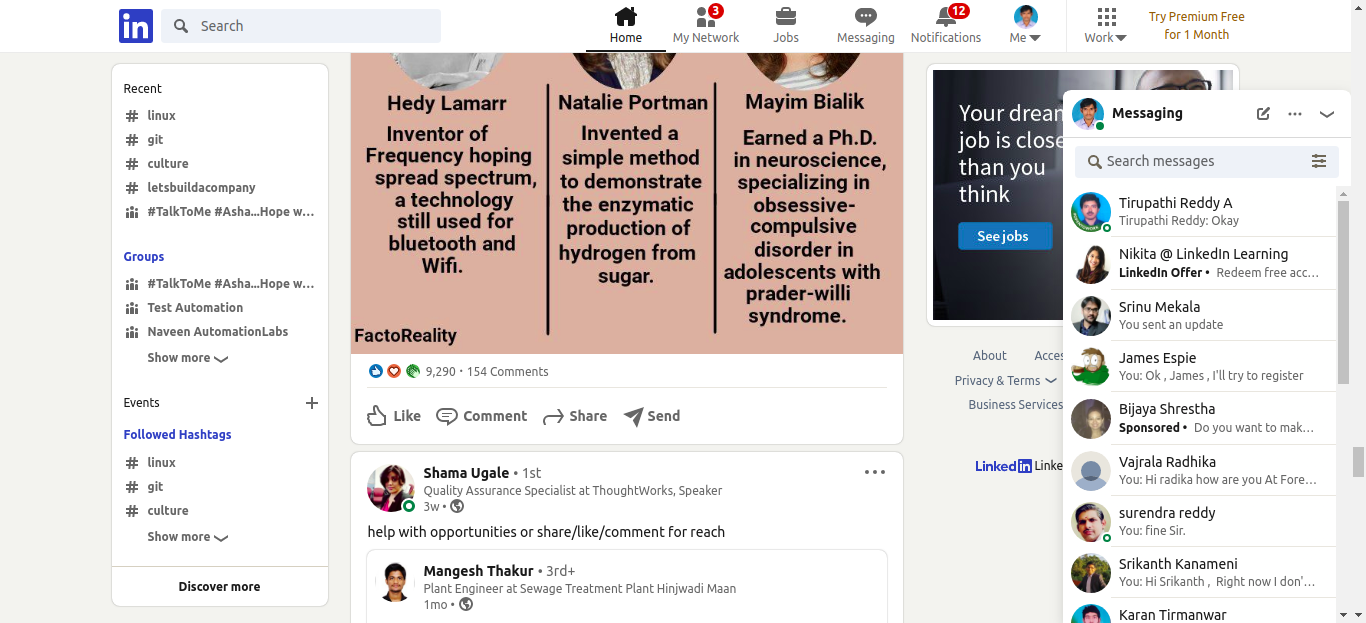 in
Search
Home
3
My Network
Jobs
Messaging
12
Notifications
Me
Work
Try Premium Free
for 1 Month
Recent
# linux
# git
# culture
# letsbuildacompany
#TalkToMe #Asha...Hope w...
Groups
#TalkToMe #Asha...Hope w...
Test Automation
Naveen AutomationLabs
Show more
Events
+
Followed Hashtags
# linux
# git
# culture
Show more
Discover more
Hedy Lamarr
Inventor of
Frequency hoping
spread spectrum,
a technology
still used for
bluetooth and
Wifi.
Natalie Portman
Invented a
simple method
to demonstrate
the enzymatic
production of
hydrogen from
sugar.
Mayim Bialik
Earned a Ph.D.
in neuroscience,
specializing in
obsessive-
compulsive
disorder in
adolescents with
prader-willi
syndrome.
FactoReality
9,290 • 154 Comments
Like
Comment
Share
Send
Shama Ugale • 1st
Quality Assurance Specialist at ThoughtWorks, Speaker
3w •
help with opportunities or share/like/comment for reach
Mangesh Thakur • 3rd+
Plant Engineer at Sewage Treatment Plant Hinjwadi Maan
1mo •
Your dream
job is close
than you
think
See jobs
About
Acces
Privacy & Terms
Business Services
Linked in Linke
Messaging
Search messages
Tirupathi Reddy A
Tirupathi Reddy: Okay
Nikita @ LinkedIn Learning
LinkedIn Offer • Redeem free acc...
Srinu Mekala
You sent an update
James Espie
You: Ok , James , I'll try to register
Bijaya Shrestha
Sponsored • Do you want to mak...
Vajrala Radhika
You: Hi radika how are you At Fore...
surendra reddy
You: fine Sir.
Srikanth Kanameni
You: Hi Srikanth , Right now I don'...
Karan Tirmanwar